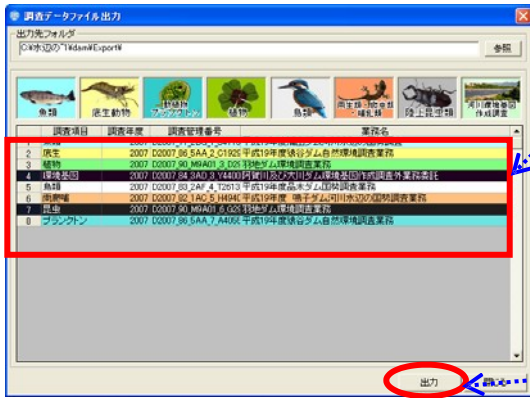 調査データファイル出力
出力先フォルダ
C:¥水辺の~1¥dam¥Export¥
参照
魚類 底生動物 動植物プランクトン 植物 鳥類 両生類・爬虫類・哺乳類 陸上昆虫類 河川環境基図作成調査
調査項目 調査年度 調査管理番号 業務名
2 底生 2007 D2007_86_5AA_2_C1929 平成19年度 ダム自然環境調査業務
3 植物 2007 D2007_90_M9A01_3_D29 羽地ダム環境調査業務
4 環境基図 2007 D2007_84_3AD_3_Y4400 阿賀川及び大川ダム環境基図作成調査外業務委託
5 鳥類 2007 D2007_83_2AF_4_T2613 平成19年度品木ダム国勢調査業務
6 両爬哺 2007 D2007_82_1AC_5_H494 平成19年度 鳴子ダム河川水辺の国勢調査業務
7 昆虫 2007 D2007_90_M9A01_6_G29 羽地ダム環境調査業務
8 プランクトン 2007 D2007_86_5AA_7_A405 平成19年度 ダム自然環境調査業務
出力